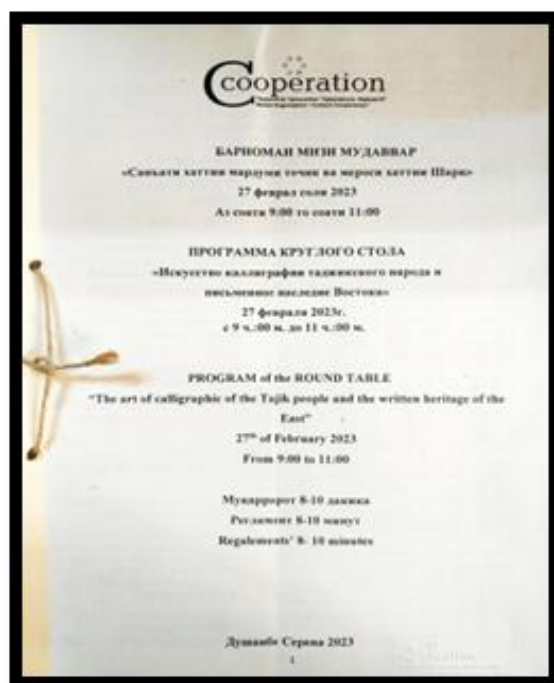 Cooperation
БАРНОМАИ МИЗИ МУДАВВАР
«Санъати хаттии мардуми тоҷик ва мероси хаттии Шарқ»
27 феврал соли 2023
Аз соати 9:00 то соати 11:00
ПРОГРАММА КРУГЛОГО СТОЛА
«Искусство каллиграфии таджикского народа и
письменное наследие Востока»
27 февраля 2023г.
с 9 ч.:00 м. до 11 ч.:00 м.
PROGRAM of the ROUND TABLE
"The art of calligraphic of the Tajik people and the written heritage of the
East"
27th of February 2023
From 9:00 to 11:00
Муқаррарот 8-10 дақиқа
Регламент 8-10 минут
Regalements' 8- 10 minutes
Душанбе Серина 2023
1